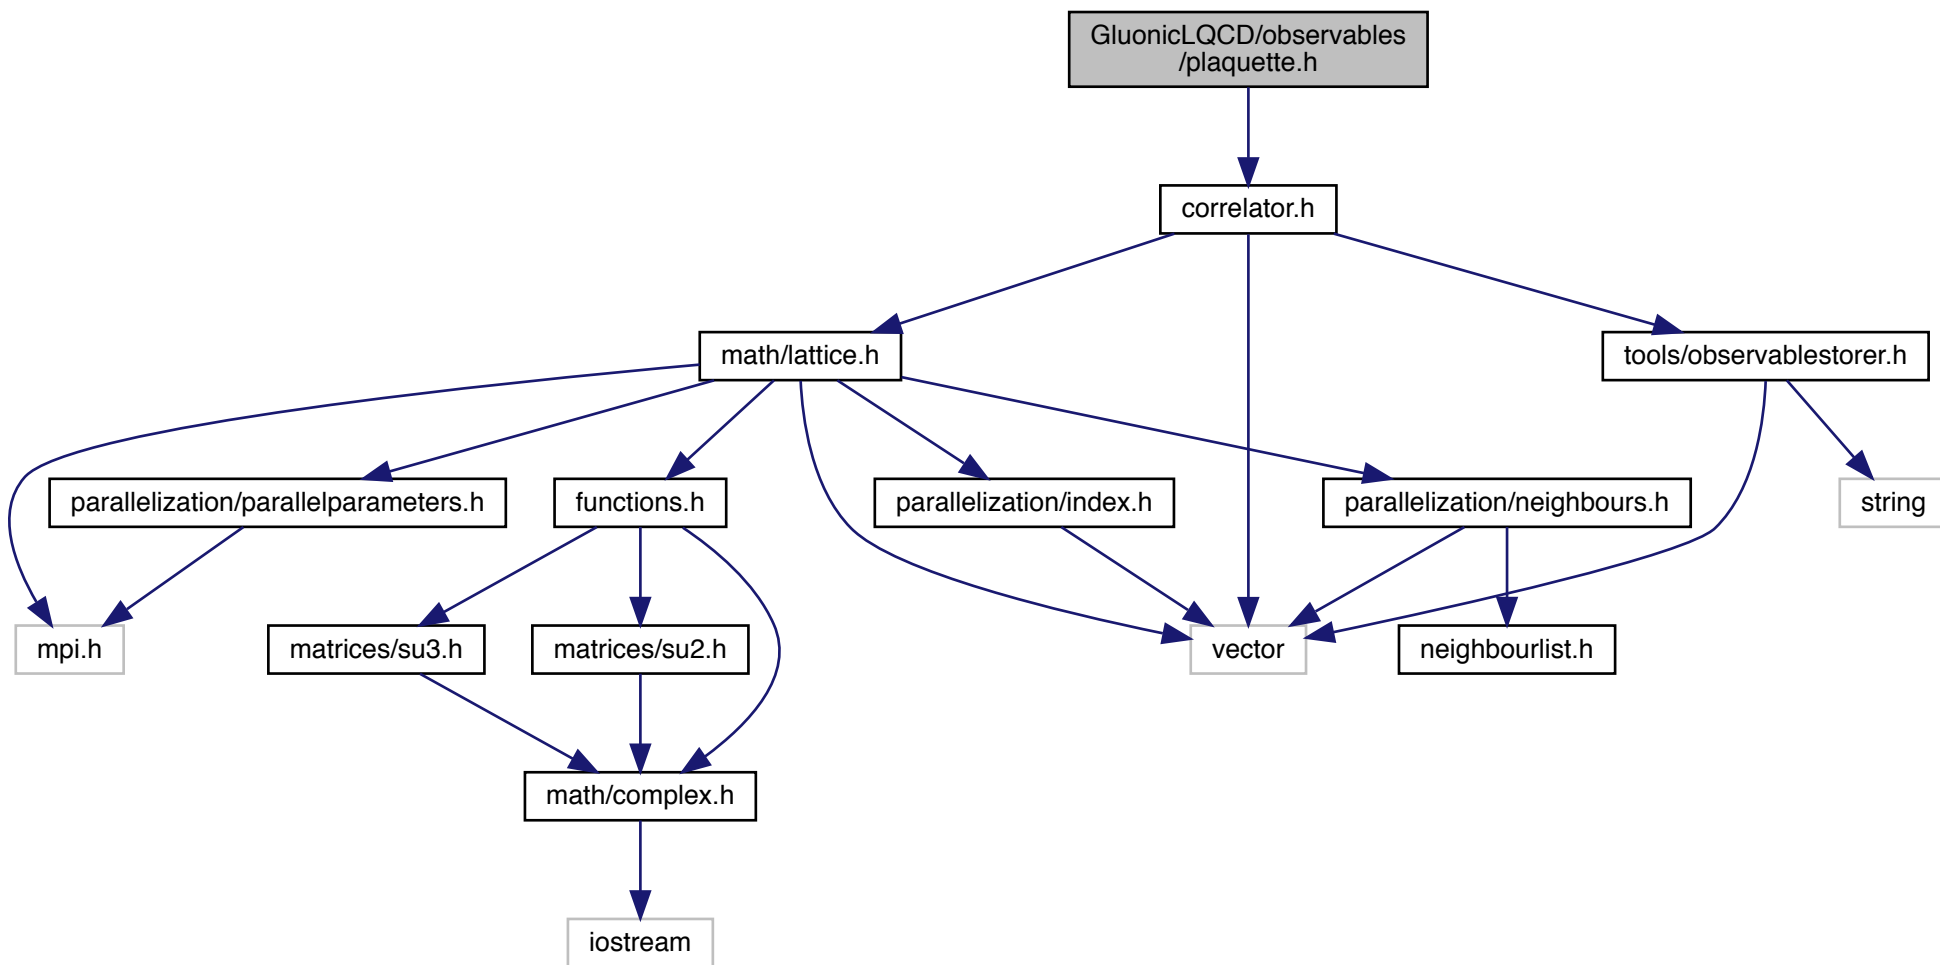 GluonicLQCD/observables
/plaquette.h
correlator.h
math/lattice.h
tools/observablestorer.h
parallelization/parallelparameters.h
functions.h
parallelization/index.h
parallelization/neighbours.h
string
mpi.h
matrices/su3.h
matrices/su2.h
vector
neighbourlist.h
math/complex.h
iostream